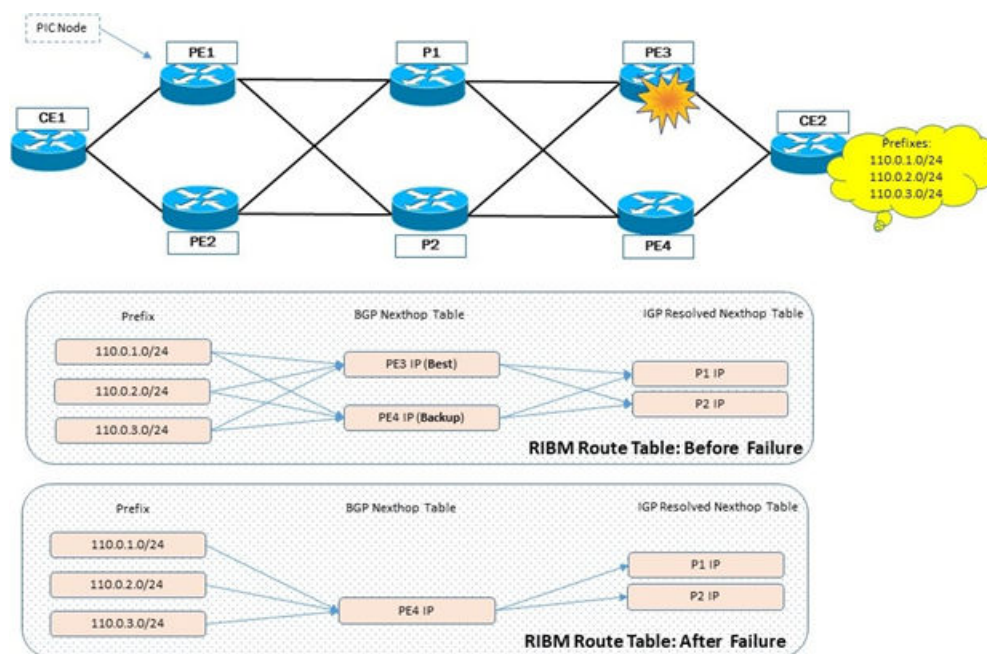 PIC Node
PE1
P1
PE3
CE1
CE2
Prefixes:
110.0.1.0/24
110.0.2.0/24
110.0.3.0/24
PE2
P2
PE4
Prefix
BGP Nexthop Table
IGP Resolved Nexthop Table
110.0.1.0/24
PE3 IP (Best)
P1 IP
110.0.2.0/24
P2 IP
PE4 IP (Backup)
110.0.3.0/24
RIBM Route Table: Before Failure
Prefix
BGP Nexthop Table
IGP Resolved Nexthop Table
110.0.1.0/24
P1 IP
110.0.2.0/24
P2 IP
PE4 IP
110.0.3.0/24
RIBM Route Table: After Failure